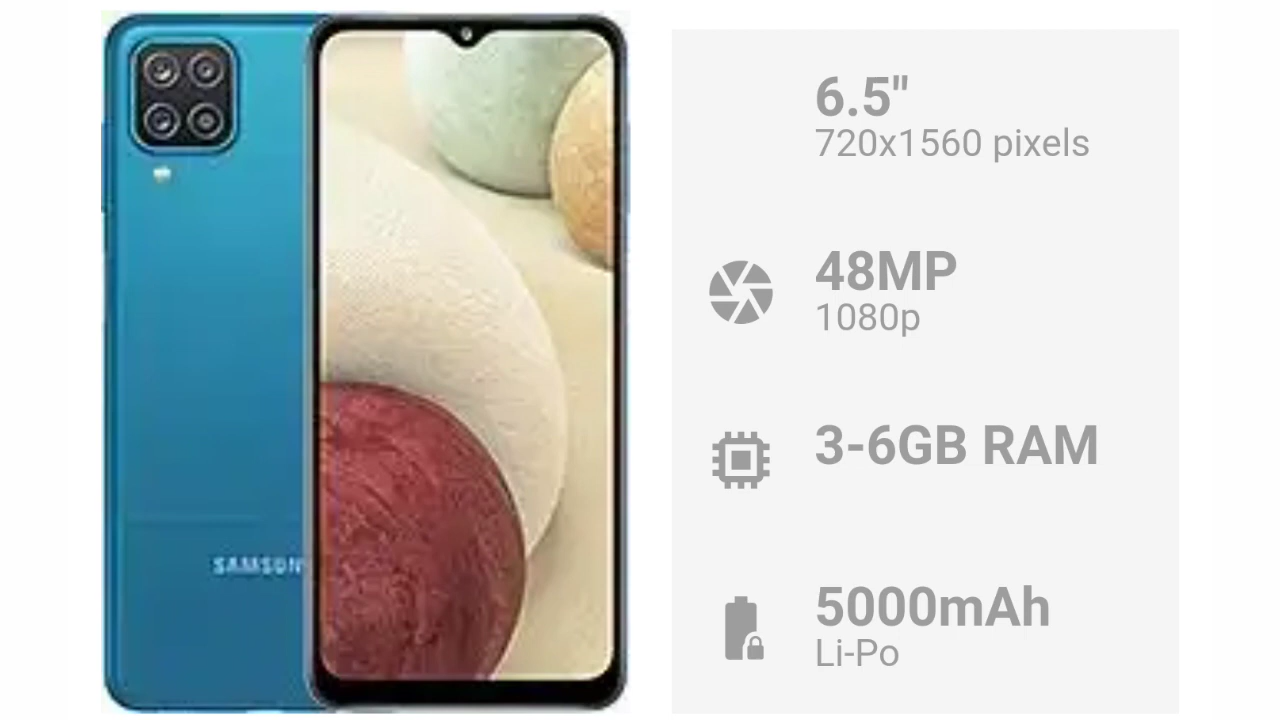 SAMSUN
6.5"
720x1560 pixels
48MP
1080p
3-6GB RAM
5000mAh
Li-Po